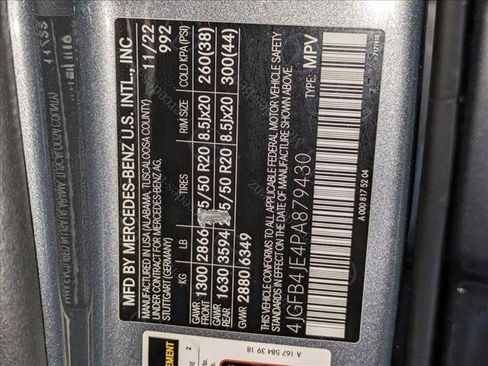 MFD BY MERCEDES-BENZ U.S. INTL., INC.
MANUFACTURED IN USA (ALABAMA, TUSCALOOSA COUNTY)
UNDER CONTRACT FOR MERCEDES-BENZ AG,
STUTTGART (GERMANY)
11/22
992
KG LB TIRES RIM SIZE COLD KPA(PSI)
GAWR FRONT 1300 2866 5/50 R20 8.5Jx20 260(38)
GAWR REAR 1630 3594 5/50 R20 8.5Jx20 300(44)
GVWR 2880 6349
THIS VEHICLE CONFORMS TO ALL APPLICABLE FEDERAL MOTOR VEHICLE SAFETY
STANDARDS IN EFFECT ON THE DATE OF MANUFACTURE SHOWN ABOVE.
4JGFB4JE4PA879430 TYPE: MPV
A 000 817 52 04
A 167 584 39 18